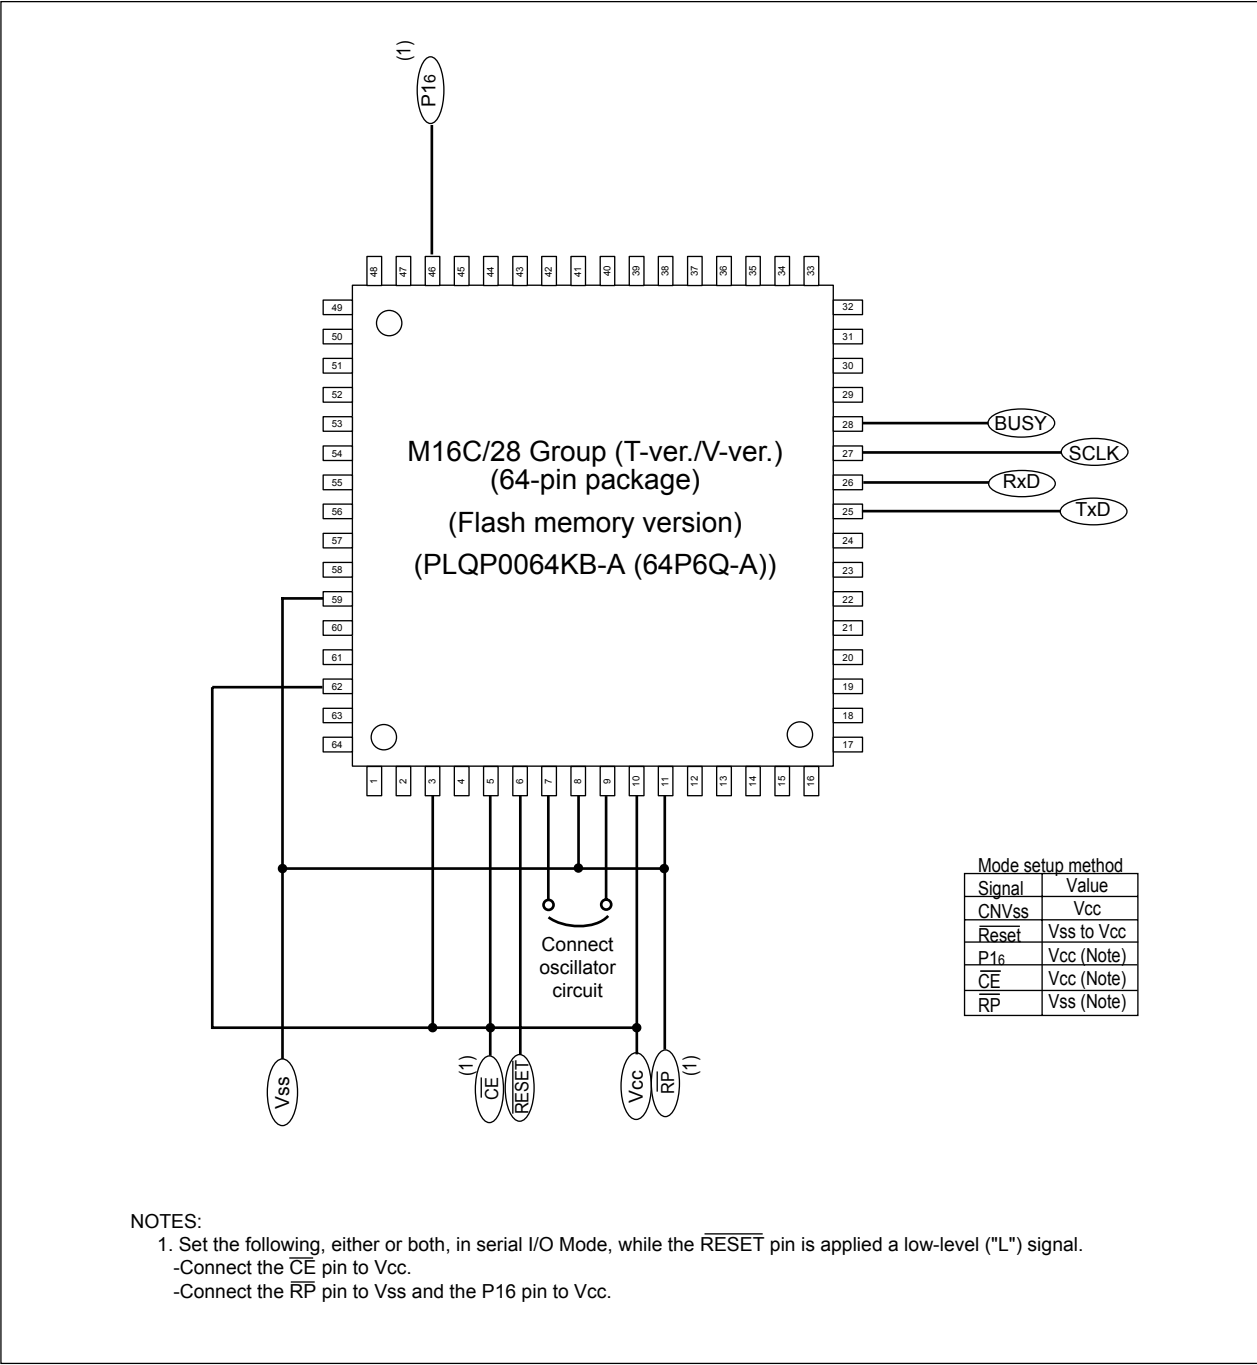 (1)
P16
48 47 46 45 44 43 42 41 40 39 38 37 36 35 34 33
49 32
50 31
51 30
52 29
53 28 BUSY
54 27 SCLK
55 26 RxD
56 25 TxD
57 24
58 23
59 22
60 21
61 20
62 19
63 18
64 17
M16C/28 Group (T-ver./V-ver.)
(64-pin package)
(Flash memory version)
(PLQP0064KB-A (64P6Q-A))
1 2 3 4 5 6 7 8 9 10 11 12 13 14 15 16
Connect
oscillator
circuit
Vss
(1)
CE
RESET
Vcc
RP
(1)
Mode setup method
Signal Value
CNVss Vcc
Reset Vss to Vcc
P16 Vcc (Note)
CE Vcc (Note)
RP Vss (Note)
NOTES:
1. Set the following, either or both, in serial I/O Mode, while the RESET pin is applied a low-level ("L") signal.
-Connect the CE pin to Vcc.
-Connect the RP pin to Vss and the P16 pin to Vcc.